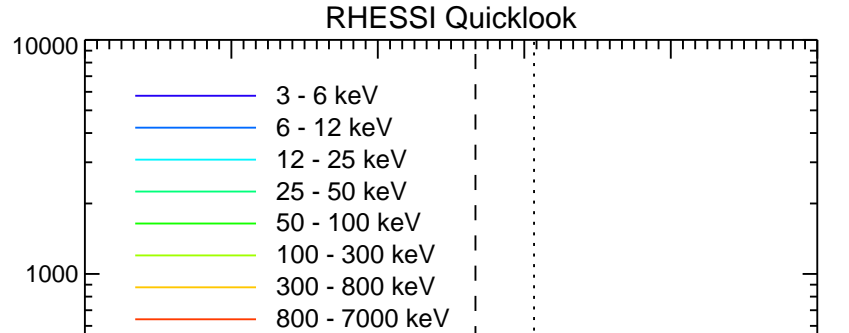 RHESSI Quicklook
10000
3 - 6 keV
6 - 12 keV
12 - 25 keV
25 - 50 keV
50 - 100 keV
100 - 300 keV
1000
300 - 800 keV
800 - 7000 keV